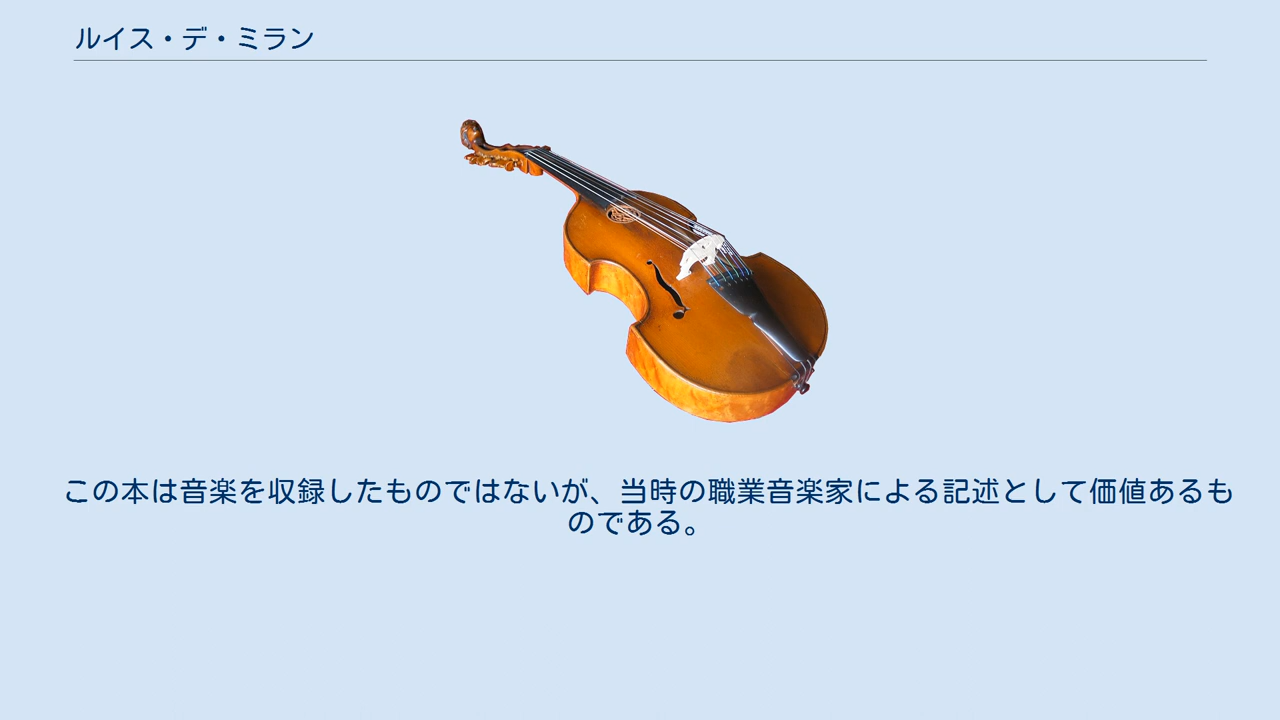 ルイス・デ・ミラン
この本は音楽を収録したものではないが、当時の職業音楽家による記述として価値あるも
のである。